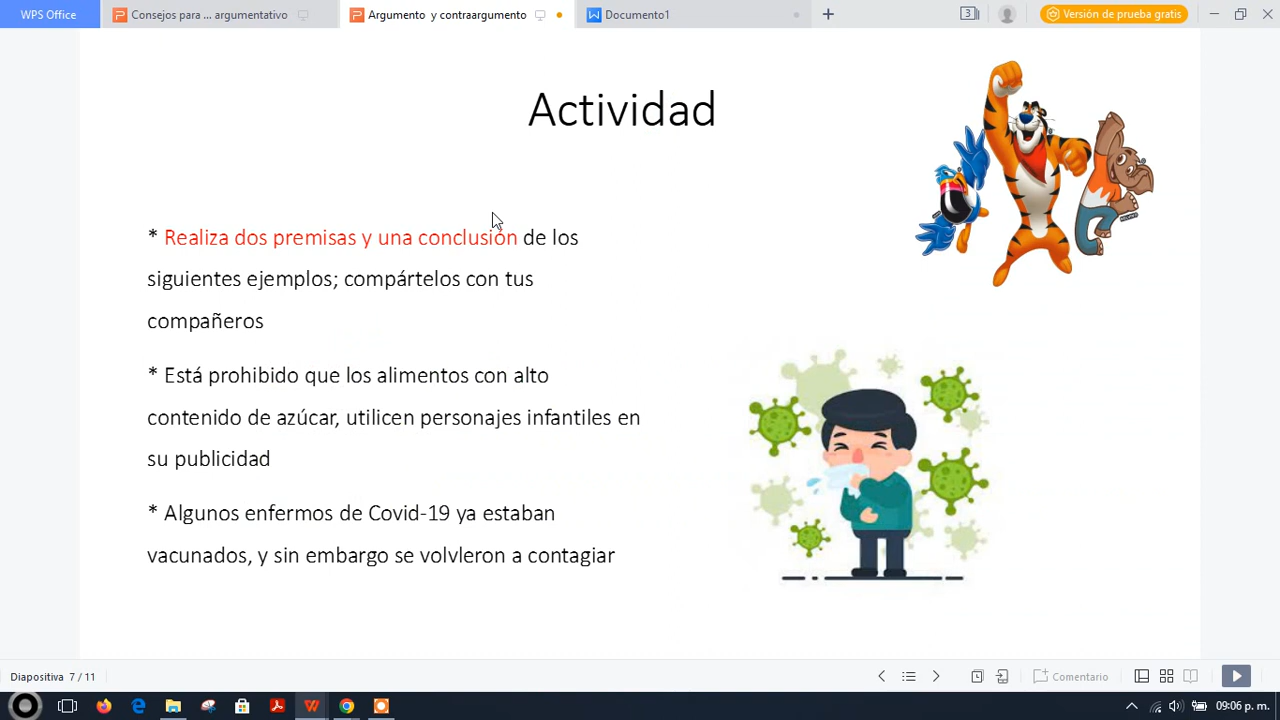 WPS Office
Consejos para ... argumentativo
Argumento y contraargumento
Documento1
Versión de prueba gratis
Actividad
* Realiza dos premisas y una conclusión de los
siguientes ejemplos; compártelos con tus
compañeros
* Está prohibido que los alimentos con alto
contenido de azúcar, utilicen personajes infantiles en
su publicidad
* Algunos enfermos de Covid-19 ya estaban
vacunados, y sin embargo se volvIeron a contagiar
Diapositiva 7 / 11
Comentario
09:06 p. m.